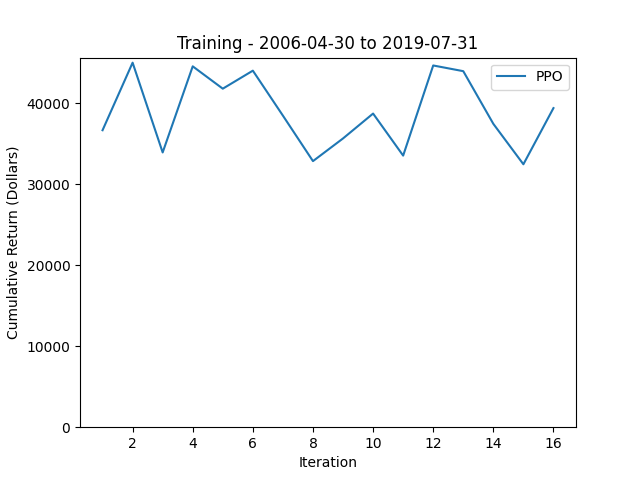 Training - 2006-04-30 to 2019-07-31
PPO
Cumulative Return (Dollars)
40000
30000
20000
10000
0
2 4 6 8 10 12 14 16
Iteration